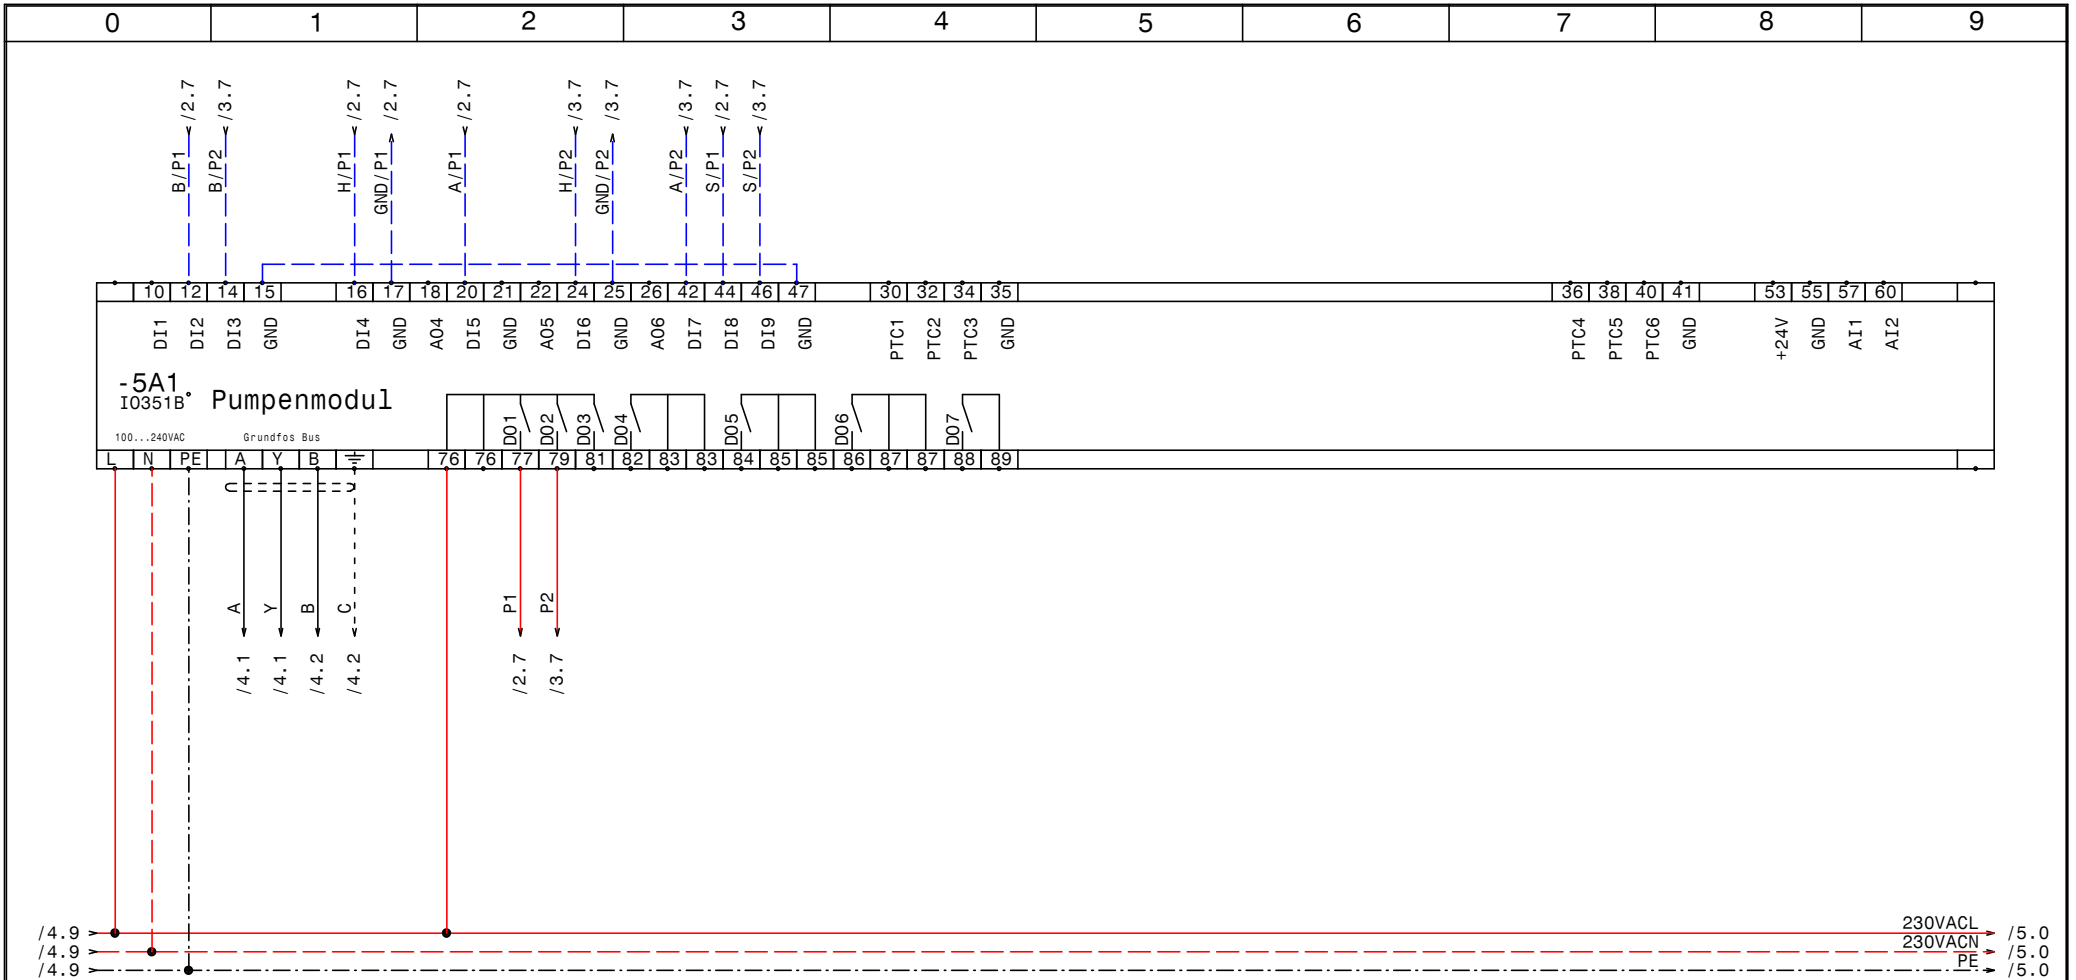 0 1 2 3 4 5 6 7 8 9
/2.7 /3.7 /2.7 /2.7 /2.7 /3.7 /3.7 /3.7 /2.7 /3.7
B/P1 B/P2 H/P1 GND/P1 A/P1 H/P2 GND/P2 A/P2 S/P1 S/P2
10 12 14 15 16 17 18 20 21 22 24 25 26 42 44 46 47 30 32 34 35 36 38 40 41 53 55 57 60
DI1 DI2 DI3 GND DI4 GND AO4 DI5 GND AO5 DI6 GND AO6 DI7 DI8 DI9 GND PTC1 PTC2 PTC3 GND PTC4 PTC5 PTC6 GND +24V GND AI1 AI2
-5A1
IO351B Pumpenmodul
DO1 DO2 DO3 DO4 DO5 DO6 DO7
100...240VAC Grundfos Bus
L N PE A Y B 76 76 77 79 81 82 83 83 84 85 85 86 87 87 88 89
A Y B C P1 P2
/4.1 /4.1 /4.2 /4.2 /2.7 /3.7
230VACL
/4.9 /5.0
230VACN
/4.9 /5.0
PE
/4.9 /5.0